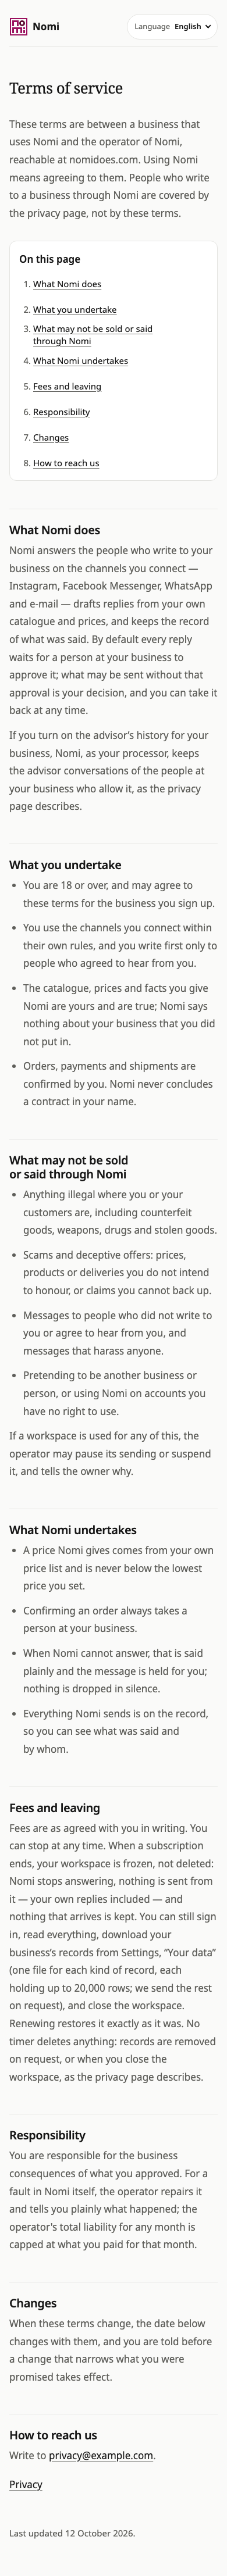 nomi Nomi Language English
Terms of service
These terms are between a business that
uses Nomi and the operator of Nomi,
reachable at nomidoes.com. Using Nomi
means agreeing to them. People who write
to a business through Nomi are covered by
the privacy page, not by these terms.
On this page
1. What Nomi does
2. What you undertake
3. What may not be sold or said
through Nomi
4. What Nomi undertakes
5. Fees and leaving
6. Responsibility
7. Changes
8. How to reach us
What Nomi does
Nomi answers the people who write to your
business on the channels you connect —
Instagram, Facebook Messenger, WhatsApp
and e-mail — drafts replies from your own
catalogue and prices, and keeps the record
of what was said. By default every reply
waits for a person at your business to
approve it; what may be sent without that
approval is your decision, and you can take it
back at any time.
If you turn on the advisor's history for your
business, Nomi, as your processor, keeps
the advisor conversations of the people at
your business who allow it, as the privacy
page describes.
What you undertake
• You are 18 or over, and may agree to
these terms for the business you sign up.
• You use the channels you connect within
their own rules, and you write first only to
people who agreed to hear from you.
• The catalogue, prices and facts you give
Nomi are yours and are true; Nomi says
nothing about your business that you did
not put in.
• Orders, payments and shipments are
confirmed by you. Nomi never concludes
a contract in your name.
What may not be sold
or said through Nomi
• Anything illegal where you or your
customers are, including counterfeit
goods, weapons, drugs and stolen goods.
• Scams and deceptive offers: prices,
products or deliveries you do not intend
to honour, or claims you cannot back up.
• Messages to people who did not write to
you or agree to hear from you, and
messages that harass anyone.
• Pretending to be another business or
person, or using Nomi on accounts you
have no right to use.
If a workspace is used for any of this, the
operator may pause its sending or suspend
it, and tells the owner why.
What Nomi undertakes
• A price Nomi gives comes from your own
price list and is never below the lowest
price you set.
• Confirming an order always takes a
person at your business.
• When Nomi cannot answer, that is said
plainly and the message is held for you;
nothing is dropped in silence.
• Everything Nomi sends is on the record,
so you can see what was said and
by whom.
Fees and leaving
Fees are as agreed with you in writing. You
can stop at any time. When a subscription
ends, your workspace is frozen, not deleted:
Nomi stops answering, nothing is sent from
it — your own replies included — and
nothing that arrives is kept. You can still sign
in, read everything, download your
business's records from Settings, “Your data”
(one file for each kind of record, each
holding up to 20,000 rows; we send the rest
on request), and close the workspace.
Renewing restores it exactly as it was. No
timer deletes anything: records are removed
on request, or when you close the
workspace, as the privacy page describes.
Responsibility
You are responsible for the business
consequences of what you approved. For a
fault in Nomi itself, the operator repairs it
and tells you plainly what happened; the
operator's total liability for any month is
capped at what you paid for that month.
Changes
When these terms change, the date below
changes with them, and you are told before
a change that narrows what you were
promised takes effect.
How to reach us
Write to privacy@example.com.
Privacy
Last updated 12 October 2026.